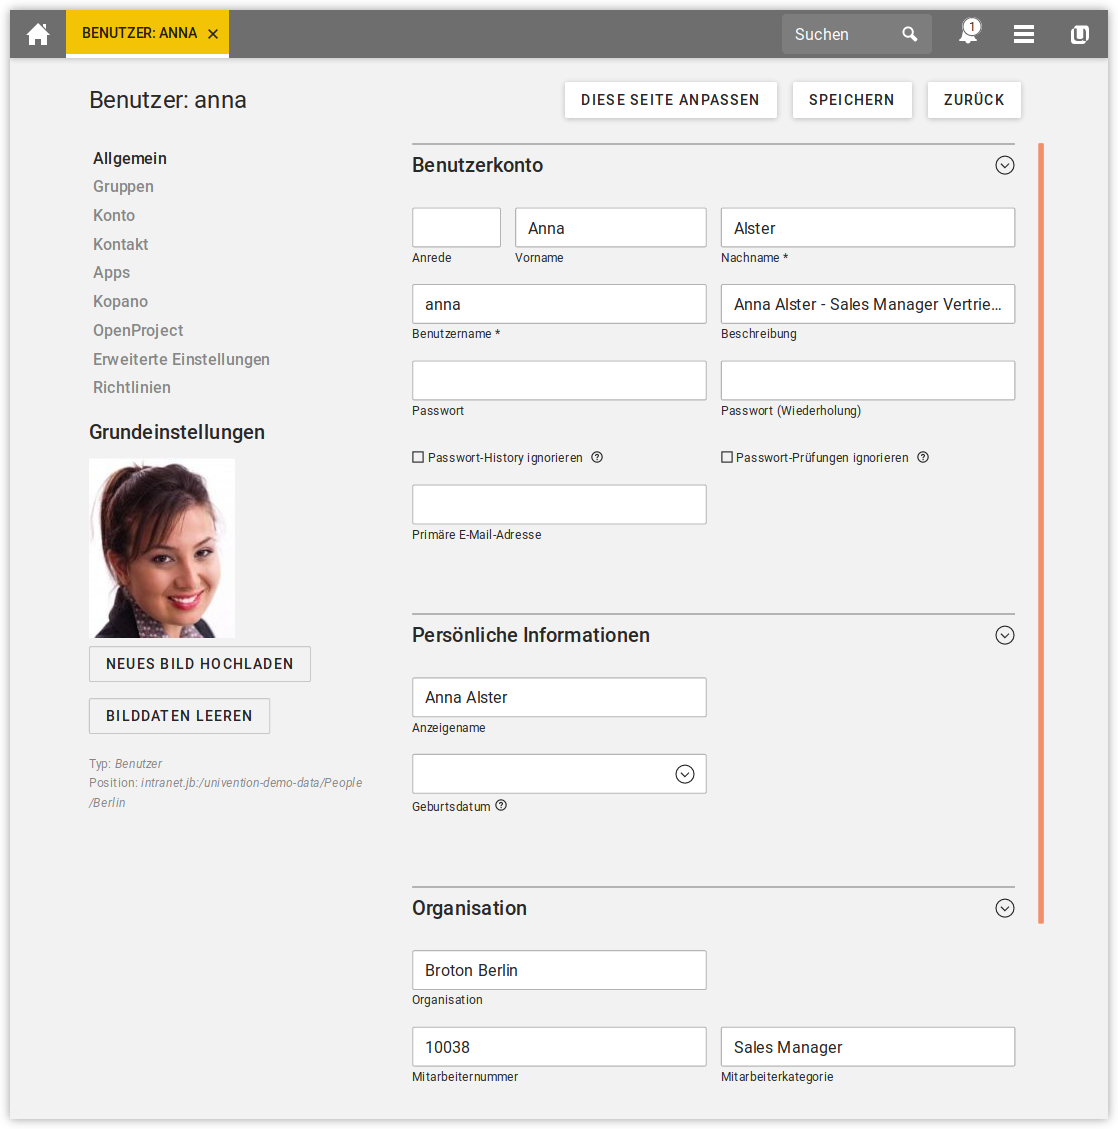 BENUTZER: ANNA ×
Suchen
1
Benutzer: anna
DIESE SEITE ANPASSEN
SPEICHERN
ZURÜCK
Allgemein
Gruppen
Konto
Kontakt
Apps
Kopano
OpenProject
Erweiterte Einstellungen
Richtlinien
Grundeinstellungen
NEUES BILD HOCHLADEN
BILDDATEN LEEREN
Typ: Benutzer
Position: intranet.jb:/univention-demo-data/People
/Berlin
Benutzerkonto
Anna
Alster
Anrede
Vorname
Nachname *
anna
Anna Alster - Sales Manager Vertrie...
Benutzername *
Beschreibung
Passwort
Passwort (Wiederholung)
Passwort-History ignorieren
Passwort-Prüfungen ignorieren
Primäre E-Mail-Adresse
Persönliche Informationen
Anna Alster
Anzeigename
Geburtsdatum
Organisation
Broton Berlin
Organisation
10038
Sales Manager
Mitarbeiternummer
Mitarbeiterkategorie